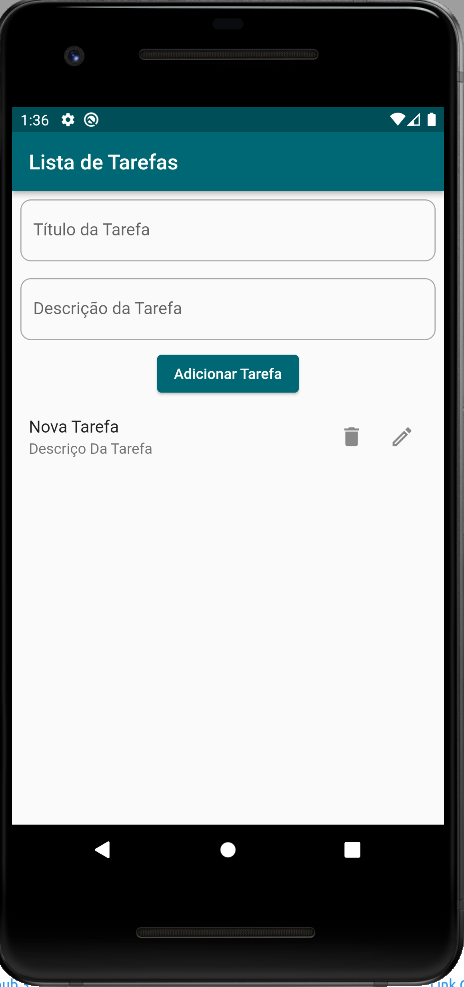 1:36
Lista de Tarefas
Título da Tarefa
Descrição da Tarefa
Adicionar Tarefa
Nova Tarefa
Descriço Da Tarefa